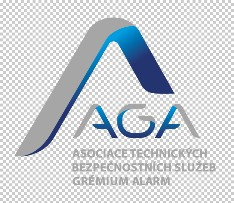 AGA
ASOCIACE TECHNICKÝCH
BEZPEČNOSTNÍCH SLUŽEB
GRÉMIUM ALARM